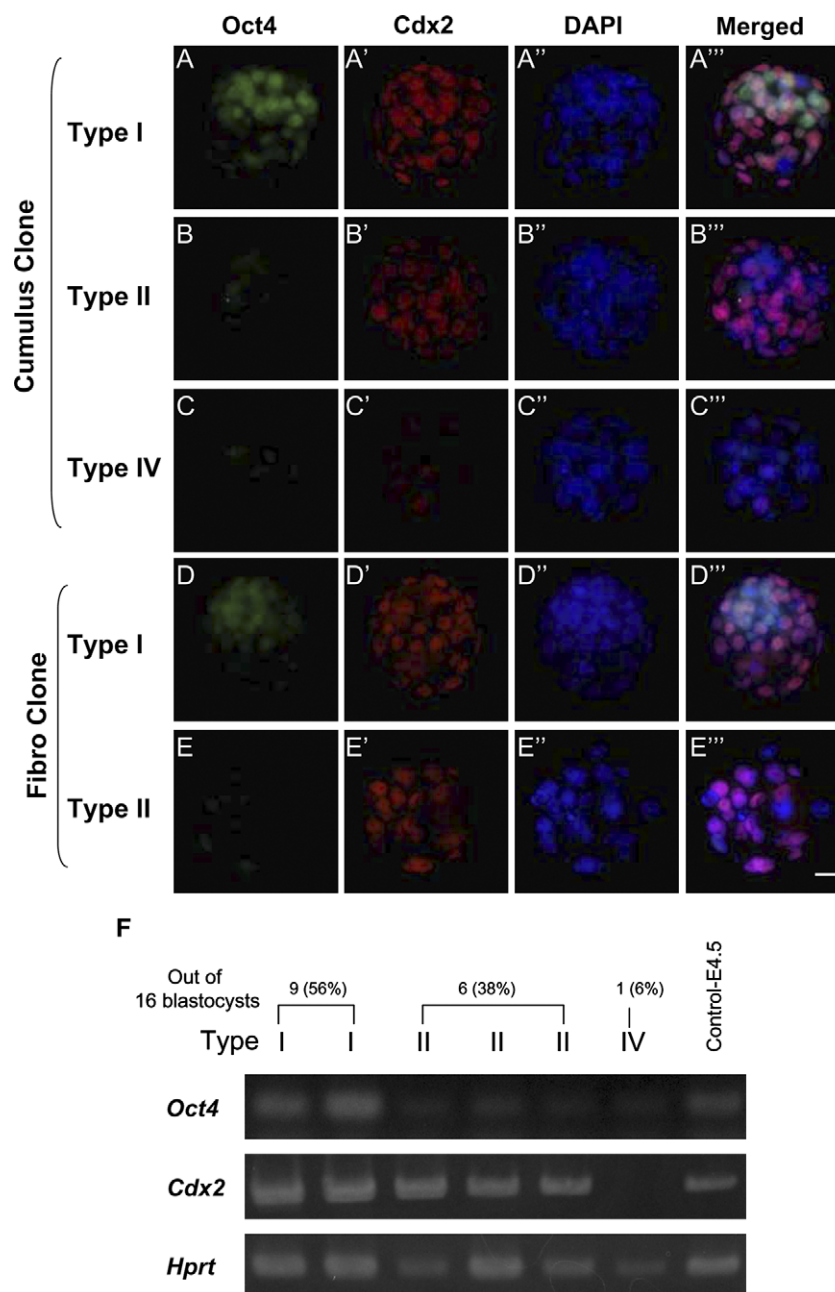 Oct4 Cdx2 DAPI Merged
Cumulus Clone
Type I
A A' A'' A'''
Type II
B B' B'' B'''
Type IV
C C' C'' C'''
Fibro Clone
Type I
D D' D'' D'''
Type II
E E' E'' E'''
F
Out of
16 blastocysts
9 (56%) 6 (38%) 1 (6%)
Control-E4.5
Type I I II II II IV
Oct4
Cdx2
Hprt